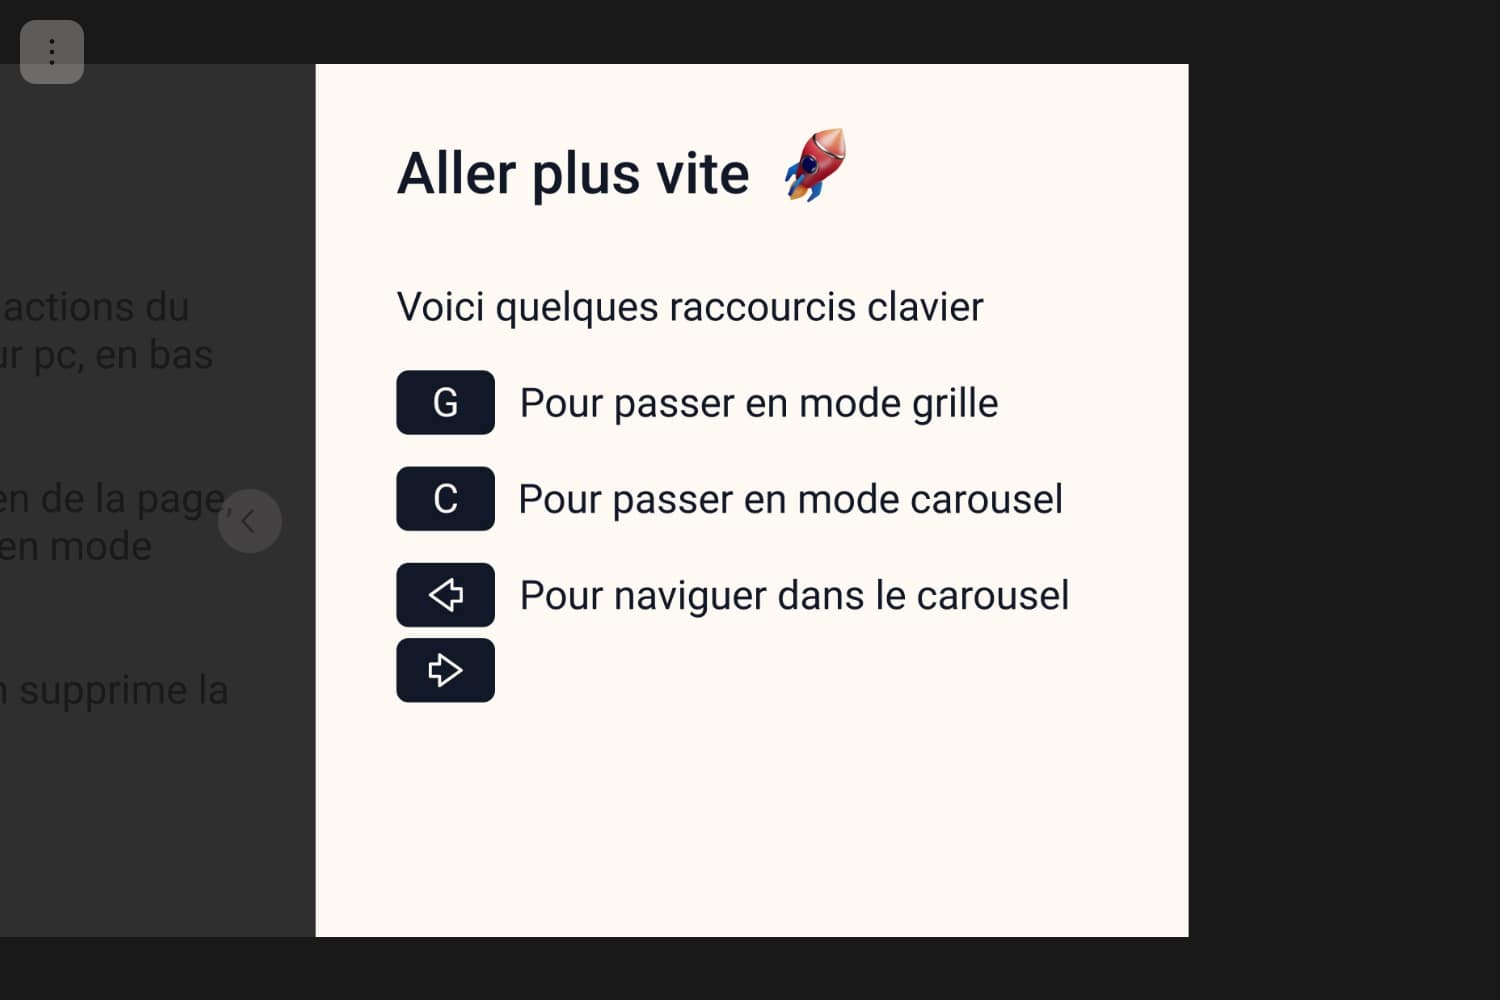 Aller plus vite 🚀
Voici quelques raccourcis clavier
G Pour passer en mode grille
C Pour passer en mode carousel
Pour naviguer dans le carousel
actions du
pc, en bas
de la page,
en mode
supprime la